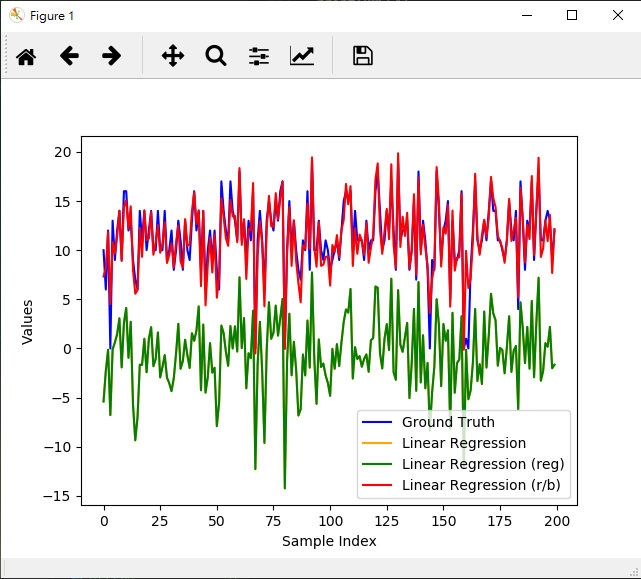 Figure 1
20
15
10
5
0
−5
−10
−15
Values
0 25 50 75 100 125 150 175 200
Sample Index
Ground Truth
Linear Regression
Linear Regression (reg)
Linear Regression (r/b)